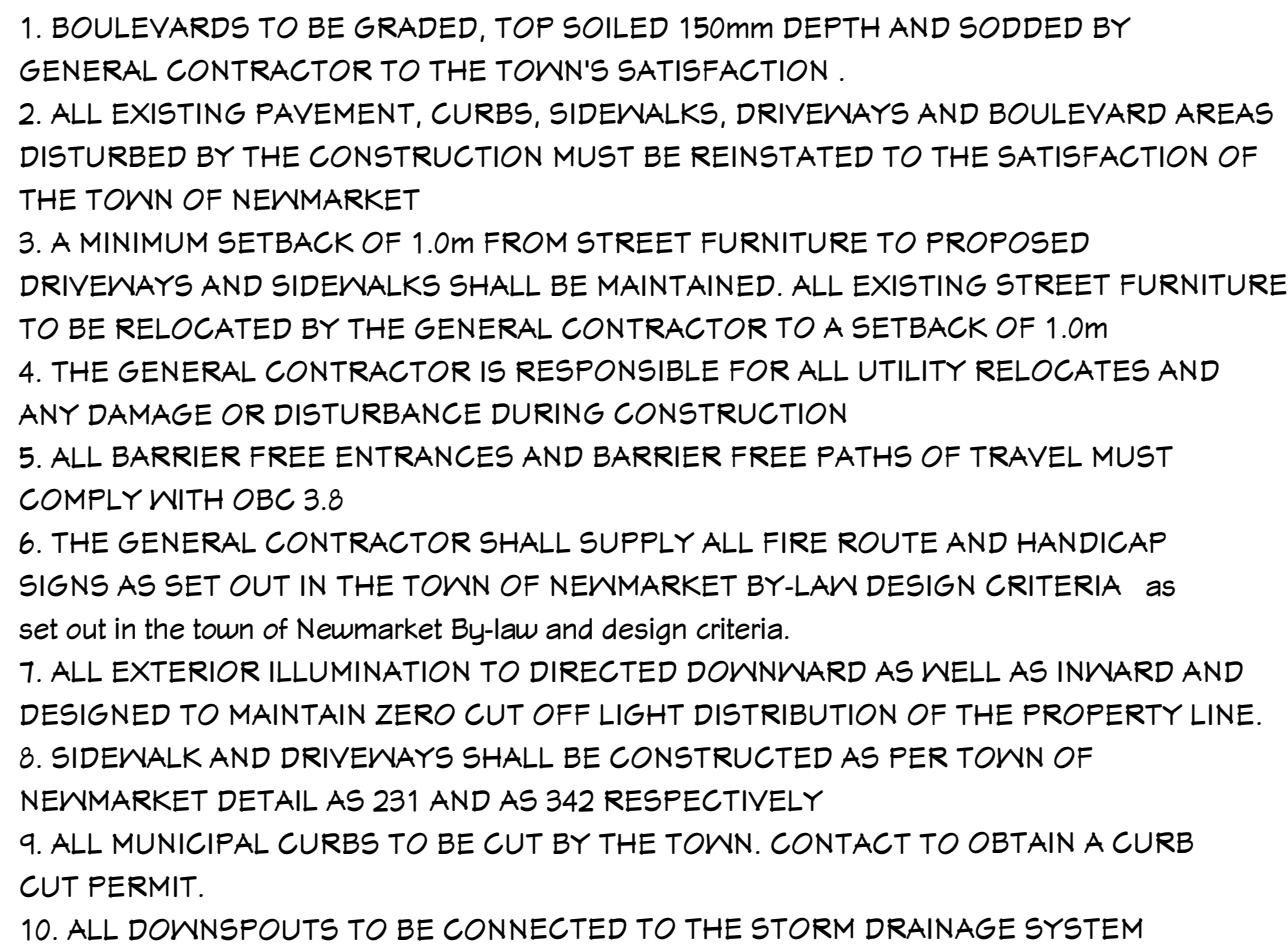 1. BOULEVARDS TO BE GRADED, TOP SOILED 150mm DEPTH AND SODDED BY
GENERAL CONTRACTOR TO THE TOWN'S SATISFACTION .
2. ALL EXISTING PAVEMENT, CURBS, SIDEWALKS, DRIVEWAYS AND BOULEVARD AREAS
DISTURBED BY THE CONSTRUCTION MUST BE REINSTATED TO THE SATISFACTION OF
THE TOWN OF NEWMARKET
3. A MINIMUM SETBACK OF 1.0m FROM STREET FURNITURE TO PROPOSED
DRIVEWAYS AND SIDEWALKS SHALL BE MAINTAINED. ALL EXISTING STREET FURNITURE
TO BE RELOCATED BY THE GENERAL CONTRACTOR TO A SETBACK OF 1.0m
4. THE GENERAL CONTRACTOR IS RESPONSIBLE FOR ALL UTILITY RELOCATES AND
ANY DAMAGE OR DISTURBANCE DURING CONSTRUCTION
5. ALL BARRIER FREE ENTRANCES AND BARRIER FREE PATHS OF TRAVEL MUST
COMPLY WITH OBC 3.8
6. THE GENERAL CONTRACTOR SHALL SUPPLY ALL FIRE ROUTE AND HANDICAP
SIGNS AS SET OUT IN THE TOWN OF NEWMARKET BY-LAW DESIGN CRITERIA as
set out in the town of Newmarket By-law and design criteria.
7. ALL EXTERIOR ILLUMINATION TO DIRECTED DOWNWARD AS WELL AS INWARD AND
DESIGNED TO MAINTAIN ZERO CUT OFF LIGHT DISTRIBUTION OF THE PROPERTY LINE.
8. SIDEWALK AND DRIVEWAYS SHALL BE CONSTRUCTED AS PER TOWN OF
NEWMARKET DETAIL AS 231 AND AS 342 RESPECTIVELY
9. ALL MUNICIPAL CURBS TO BE CUT BY THE TOWN. CONTACT TO OBTAIN A CURB
CUT PERMIT.
10. ALL DOWNSPOUTS TO BE CONNECTED TO THE STORM DRAINAGE SYSTEM